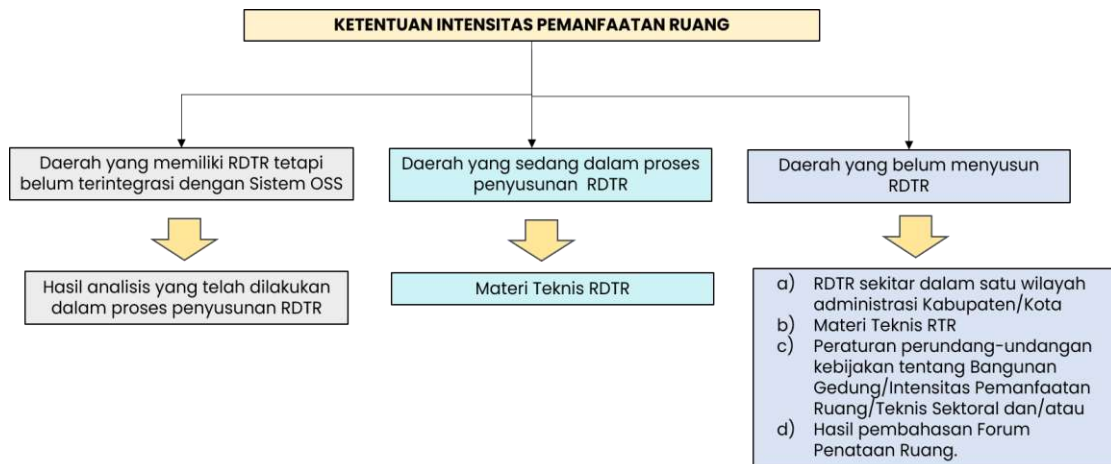 KETENTUAN INTENSITAS PEMANFAATAN RUANG
Daerah yang memiliki RDTR tetapi
belum terintegrasi dengan Sistem OSS
Hasil analisis yang telah dilakukan
dalam proses penyusunan RDTR
Daerah yang sedang dalam proses
penyusunan RDTR
Materi Teknis RDTR
Daerah yang belum menyusun
RDTR
a) RDTR sekitar dalam satu wilayah
administrasi Kabupaten/Kota
b) Materi Teknis RTR
c) Peraturan perundang-undangan
kebijakan tentang Bangunan
Gedung/Intensitas Pemanfaatan
Ruang/Teknis Sektoral dan/atau
d) Hasil pembahasan Forum
Penataan Ruang.